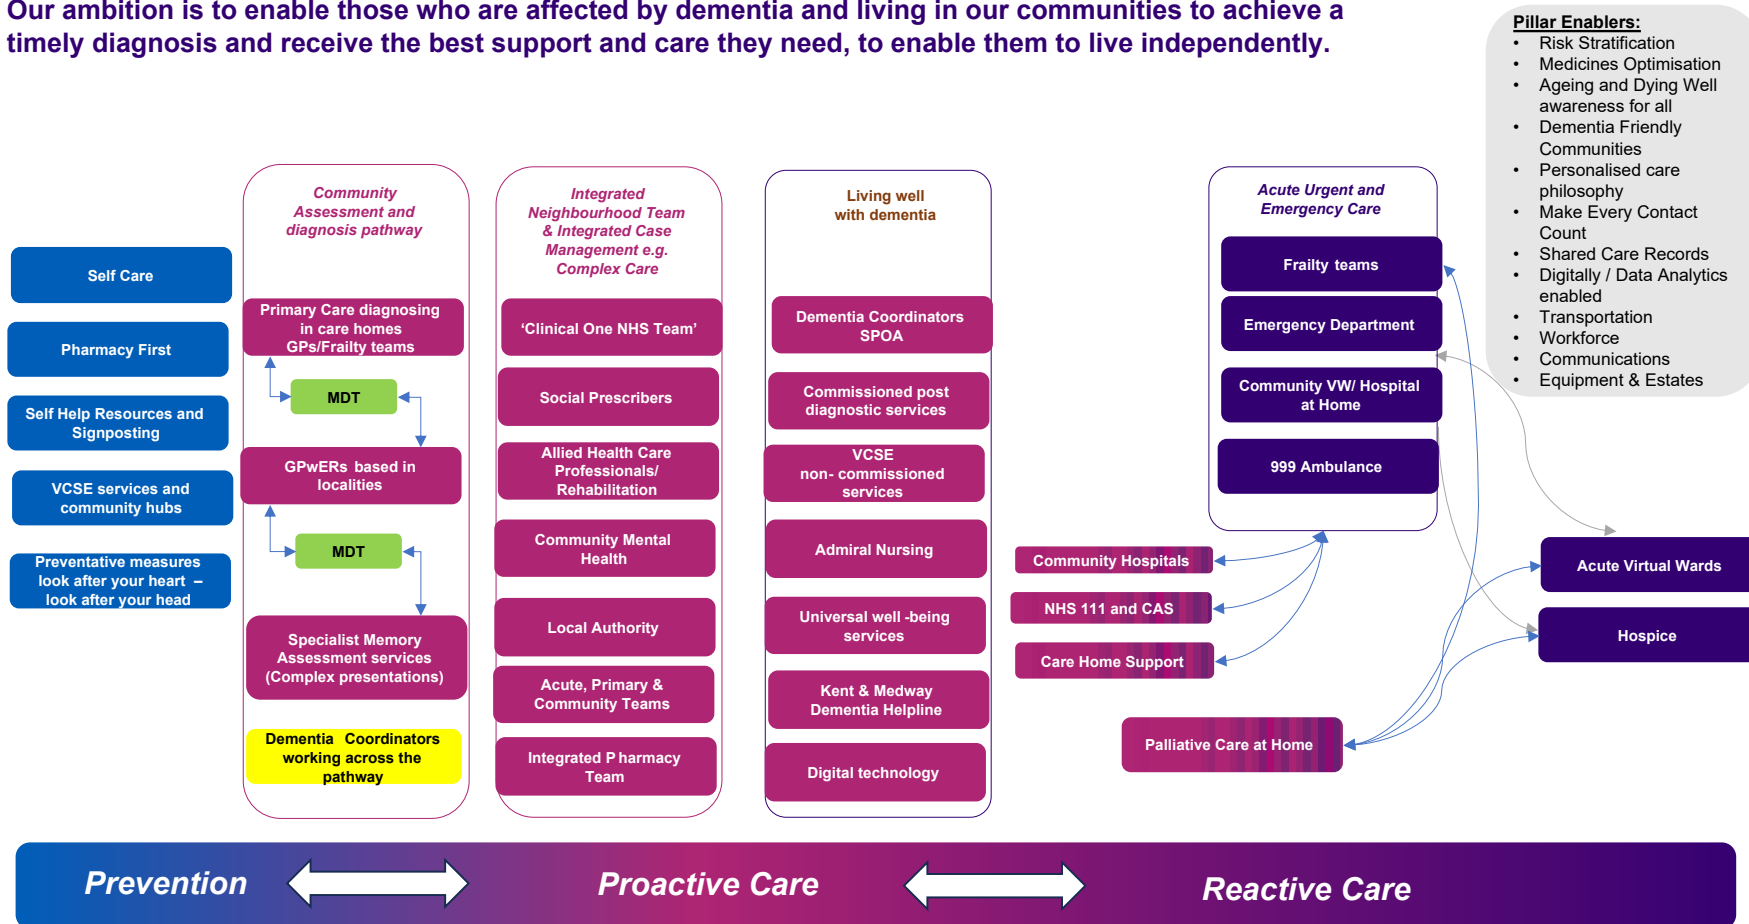 Our ambition is to enable those who are affected by dementia and living in our communities to achieve a
timely diagnosis and receive the best support and care they need, to enable them to live independently.
Pillar Enablers:
• Risk Stratification
• Medicines Optimisation
• Ageing and Dying Well
awareness for all
• Dementia Friendly
Communities
• Personalised care
philosophy
• Make Every Contact
Count
• Shared Care Records
• Digitally / Data Analytics
enabled
• Transportation
• Workforce
• Communications
• Equipment & Estates
Self Care
Pharmacy First
Self Help Resources and
Signposting
VCSE services and
community hubs
Preventative measures
look after your heart –
look after your head
Community
Assessment and
diagnosis pathway
Primary Care diagnosing
in care homes
GPs/Frailty teams
MDT
GPwERs based in
localities
MDT
Specialist Memory
Assessment services
(Complex presentations)
Dementia Coordinators
working across the
pathway
Integrated
Neighbourhood Team
& Integrated Case
Management e.g.
Complex Care
‘Clinical One NHS Team’
Social Prescribers
Allied Health Care
Professionals/
Rehabilitation
Community Mental
Health
Local Authority
Acute, Primary &
Community Teams
Integrated P harmacy
Team
Living well
with dementia
Dementia Coordinators
SPOA
Commissioned post
diagnostic services
VCSE
non- commissioned
services
Admiral Nursing
Universal well -being
services
Kent & Medway
Dementia Helpline
Digital technology
Acute Urgent and
Emergency Care
Frailty teams
Emergency Department
Community VW/ Hospital
at Home
999 Ambulance
Community Hospitals
NHS 111 and CAS
Care Home Support
Palliative Care at Home
Acute Virtual Wards
Hospice
Prevention
Proactive Care
Reactive Care